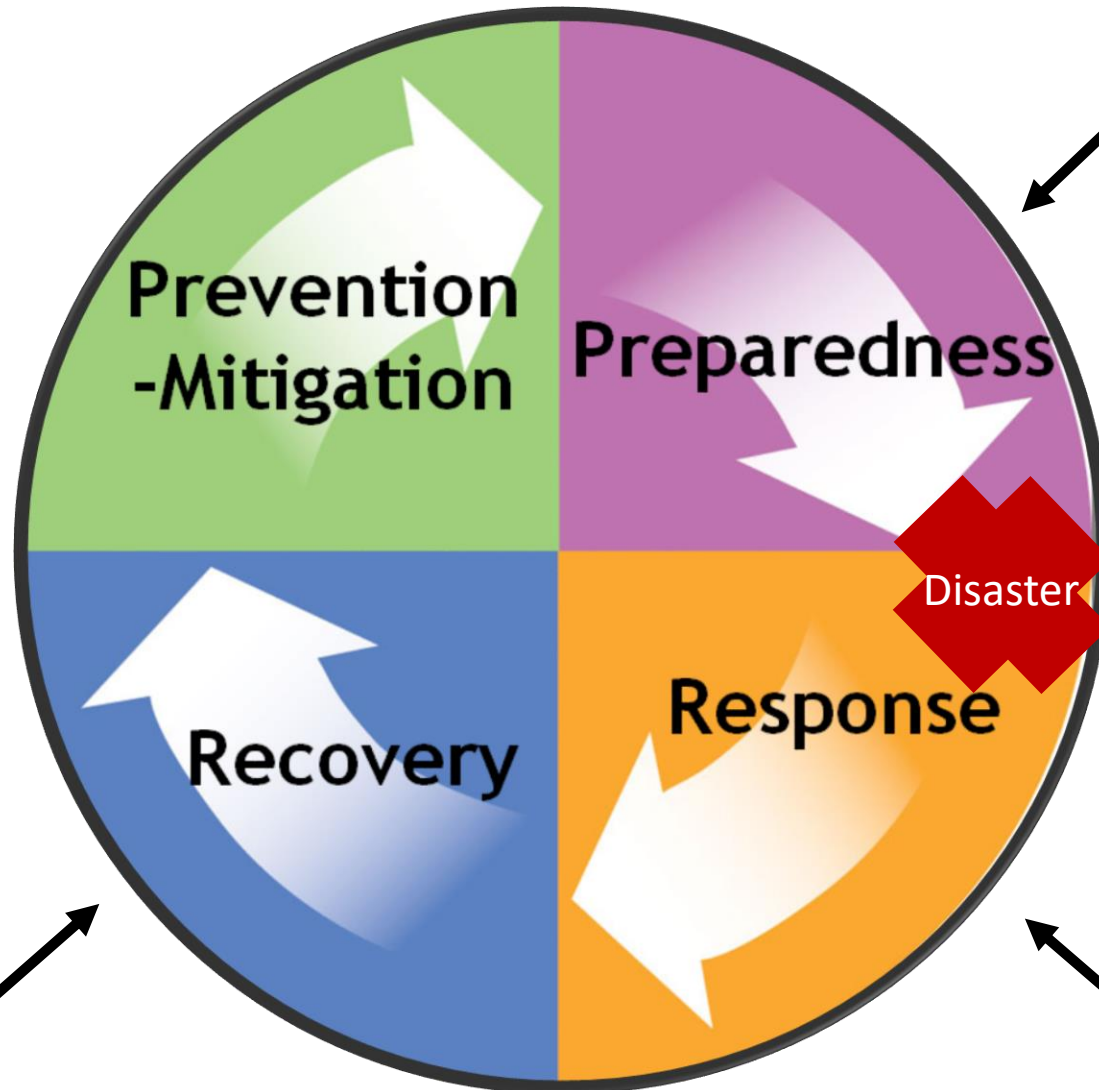 Prevention
-Mitigation
Preparedness
Disaster
Response
Recovery